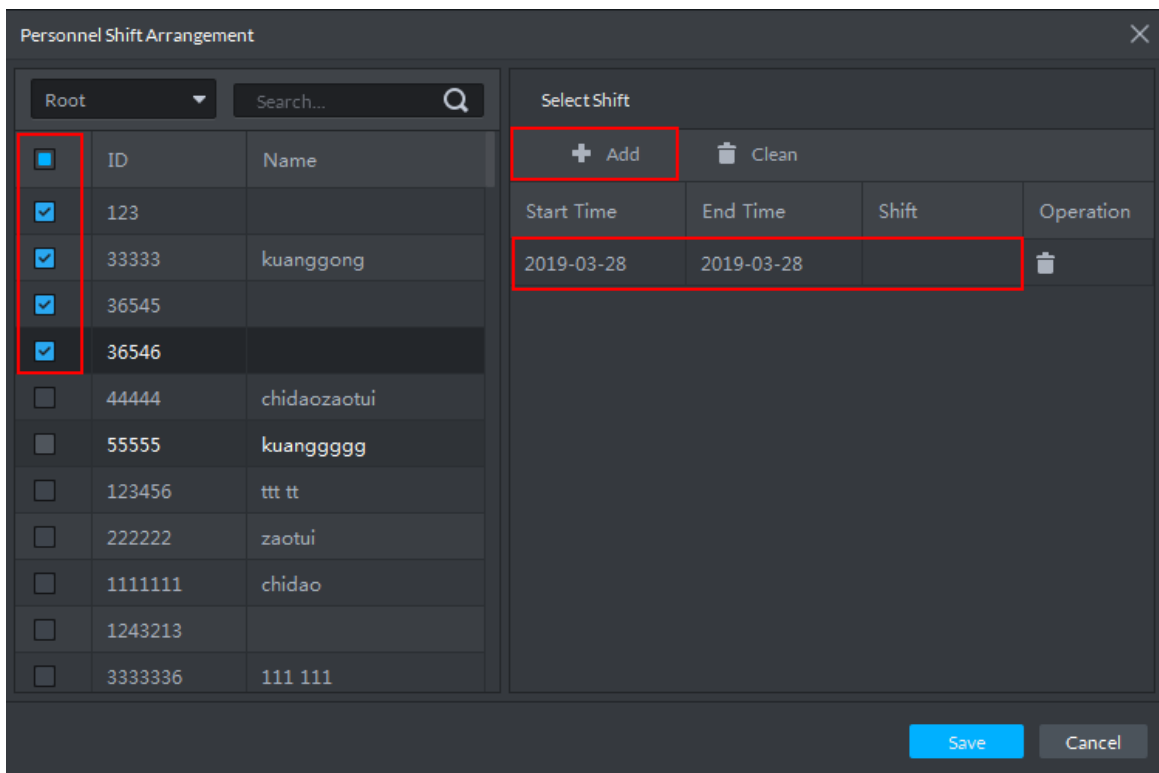 Personnel Shift Arrangement
Root Search...
ID Name
123
33333 kuanggong
36545
36546
44444 chidaozaotui
55555 kuanggggg
123456 ttt tt
222222 zaotui
1111111 chidao
1243213
3333336 111 111
Select Shift
Add Clean
Start Time End Time Shift Operation
2019-03-28 2019-03-28
Save Cancel